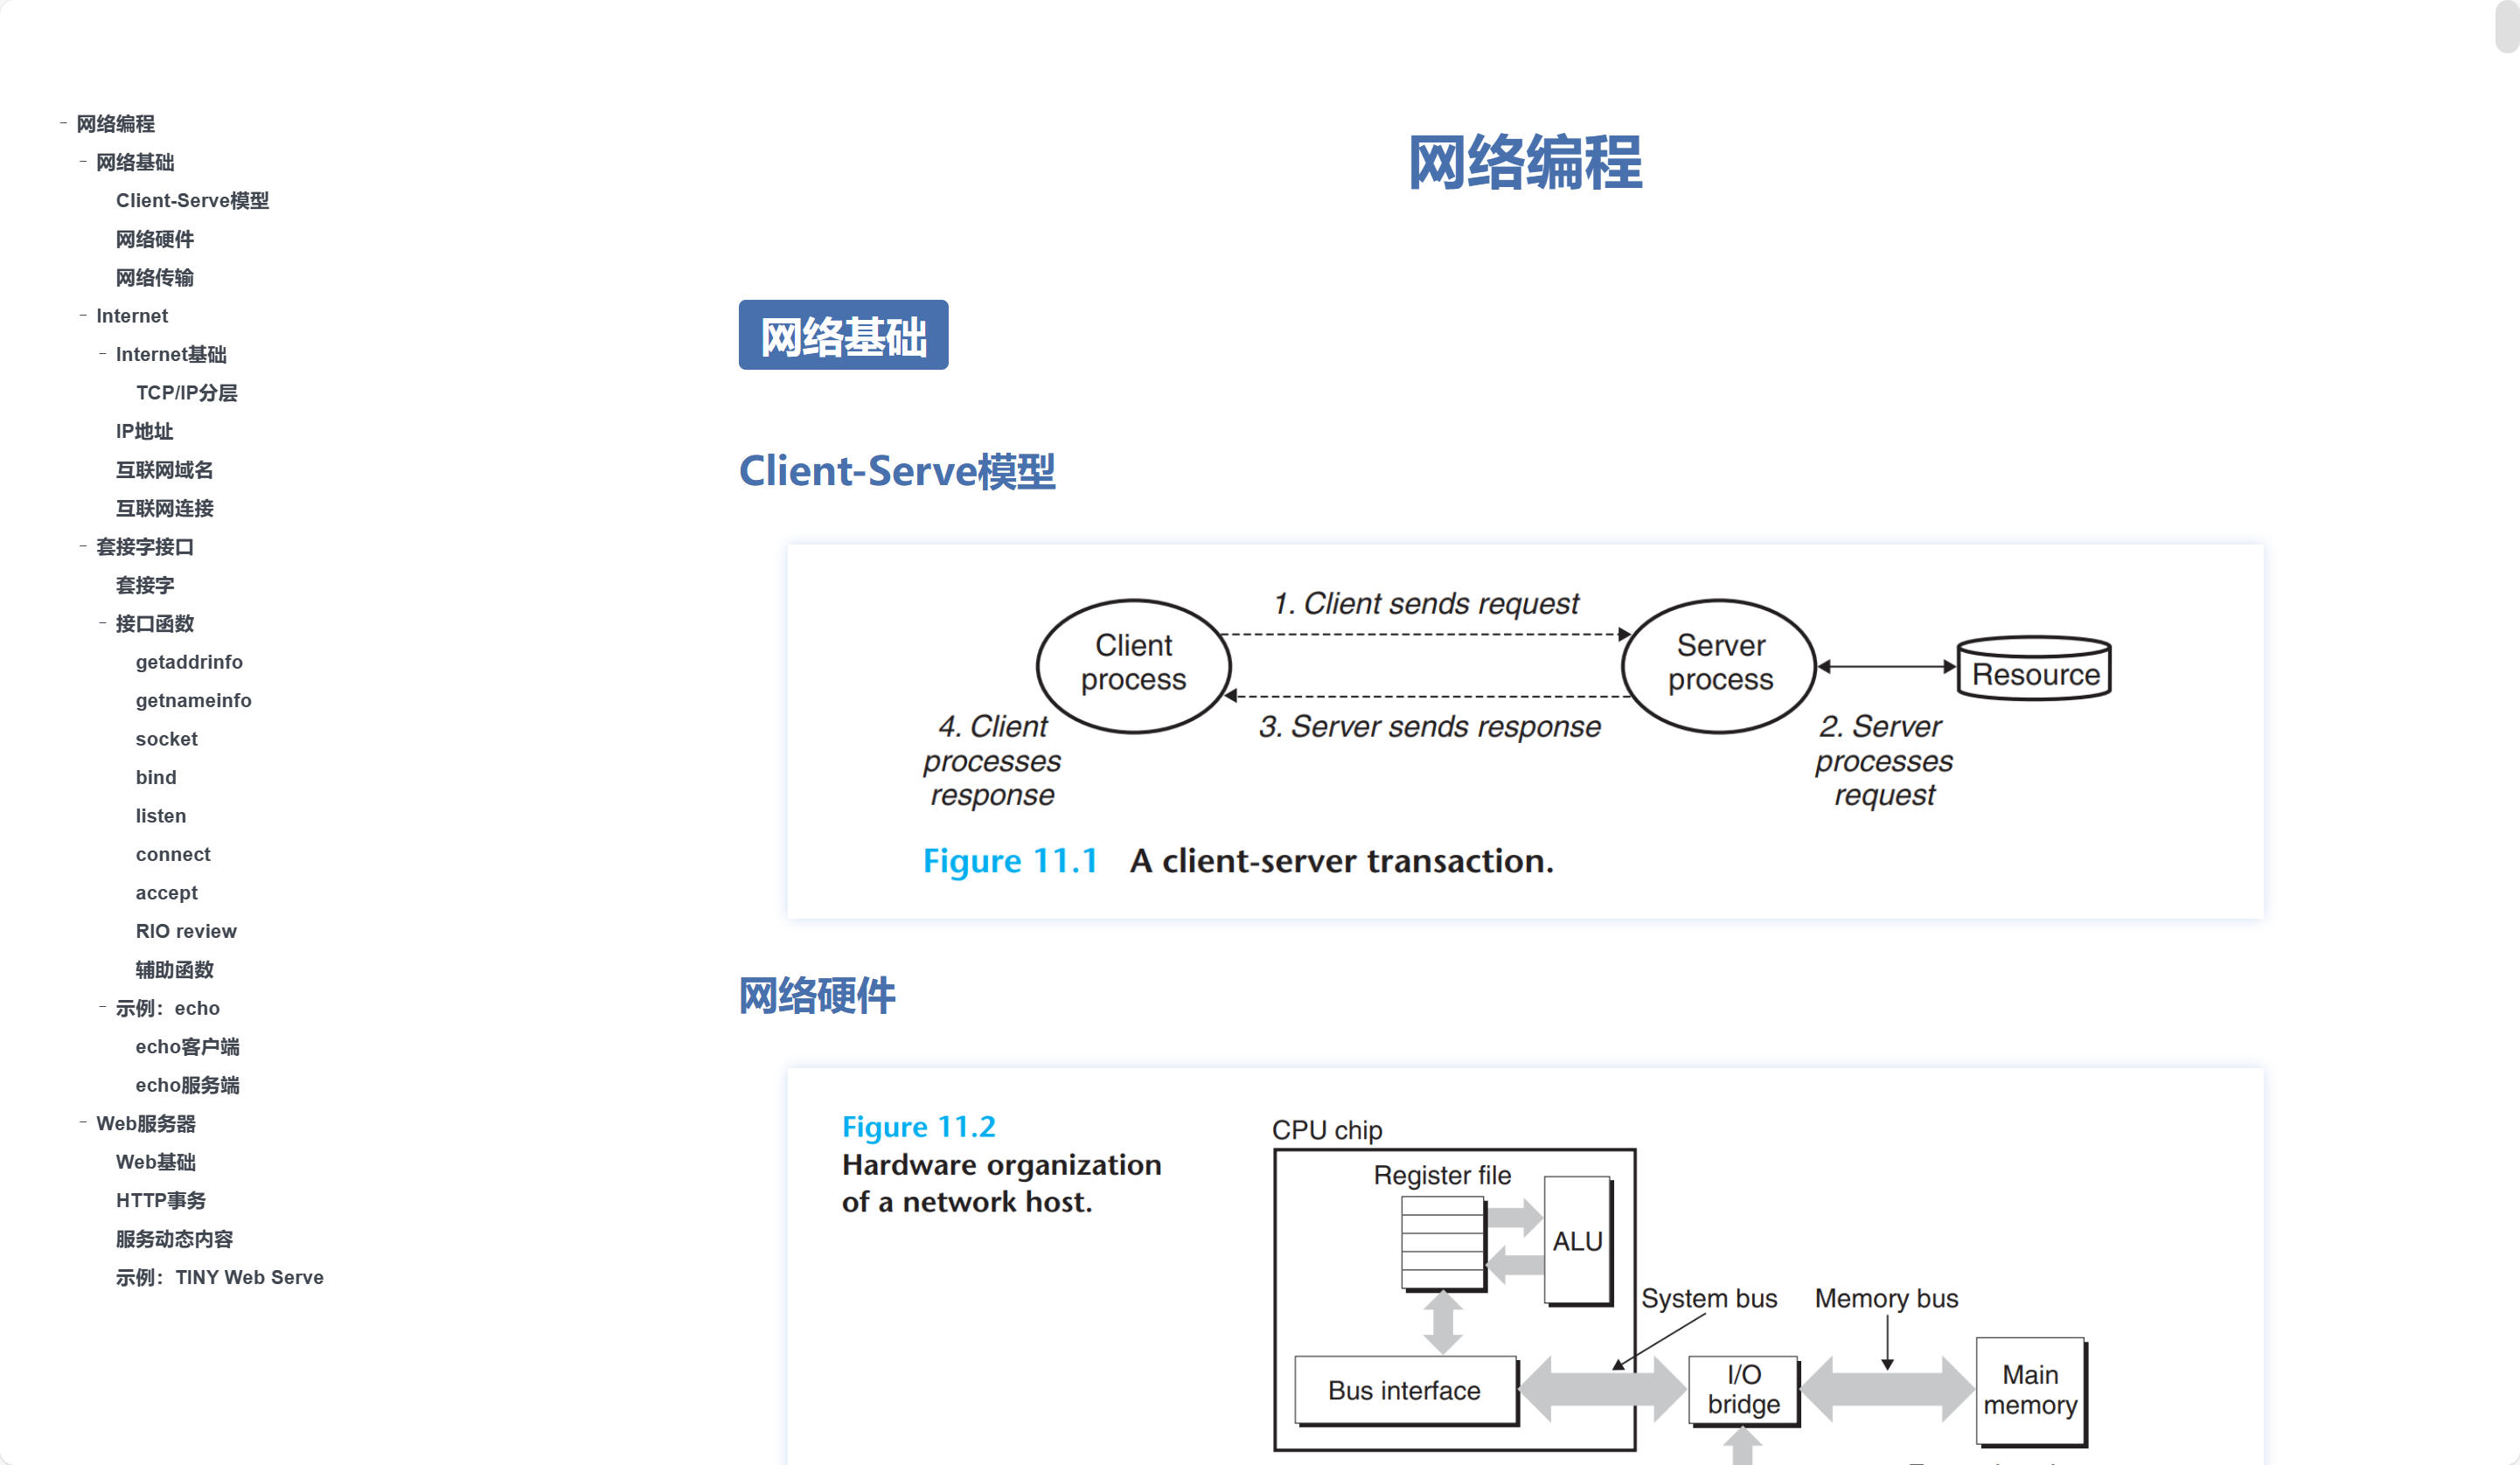 网络编程
网络基础
Client-Serve模型
网络硬件
网络传输
Internet
Internet基础
TCP/IP分层
IP地址
互联网域名
互联网连接
套接字接口
套接字
接口函数
getaddrinfo
getnameinfo
socket
bind
listen
connect
accept
RIO review
辅助函数
示例：echo
echo客户端
echo服务端
Web服务器
Web基础
HTTP事务
服务动态内容
示例：TINY Web Serve
网络编程
网络基础
Client-Serve模型
1. Client sends request
Client
process
Server
process
Resource
3. Server sends response
4. Client
processes
response
2. Server
processes
request
Figure 11.1 A client-server transaction.
网络硬件
Figure 11.2
Hardware organization
of a network host.
CPU chip
Register file
ALU
System bus
Memory bus
Bus interface
I/O
bridge
Main
memory